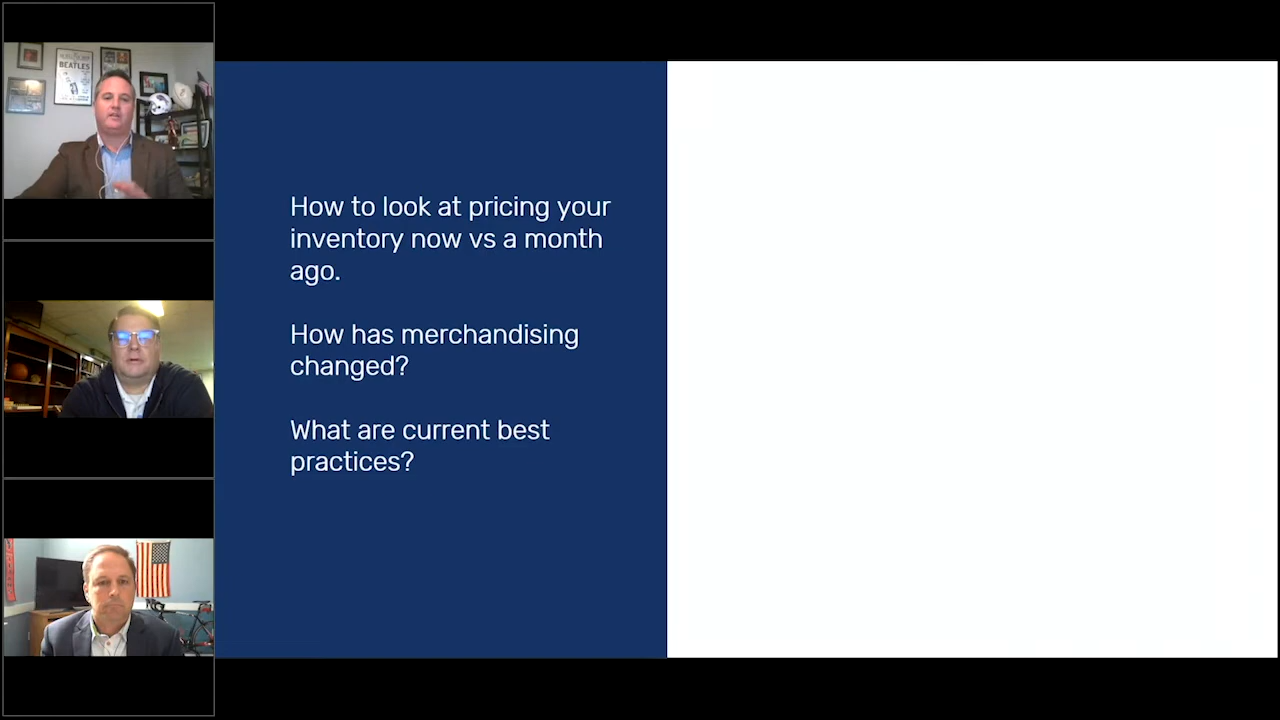 BEATLES
How to look at pricing your
inventory now vs a month
ago.
How has merchandising
changed?
What are current best
practices?